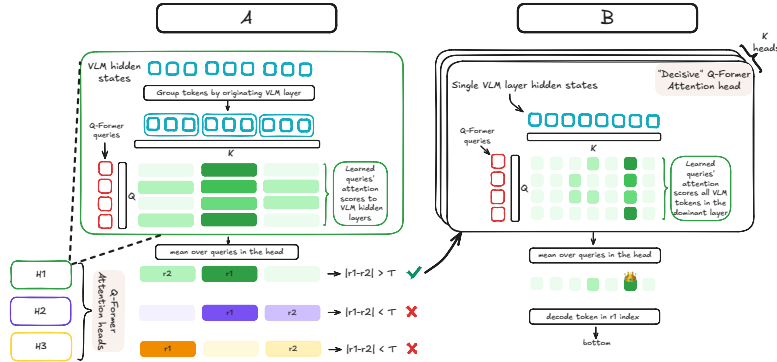 A
VLM hidden
states
Group tokens by originating VLM layer
Q-Former
queries
K
Q
Learned
queries'
attention
scores to
VLM hidden
layers
mean over queries in the head
H1
H2
H3
Q-Former
Attention heads
r2
r1
|r1-r2| > τ
r1
r2
|r1-r2| < τ
r1
r2
|r1-r2| < τ
B
K
heads
"Decisive" Q-Former
Attention head
Single VLM layer hidden states
Q-Former
queries
K
Q
Learned
queries'
attention
scores all VLM
tokens in the
dominant layer
mean over queries in the head
decode token in r1 index
bottom